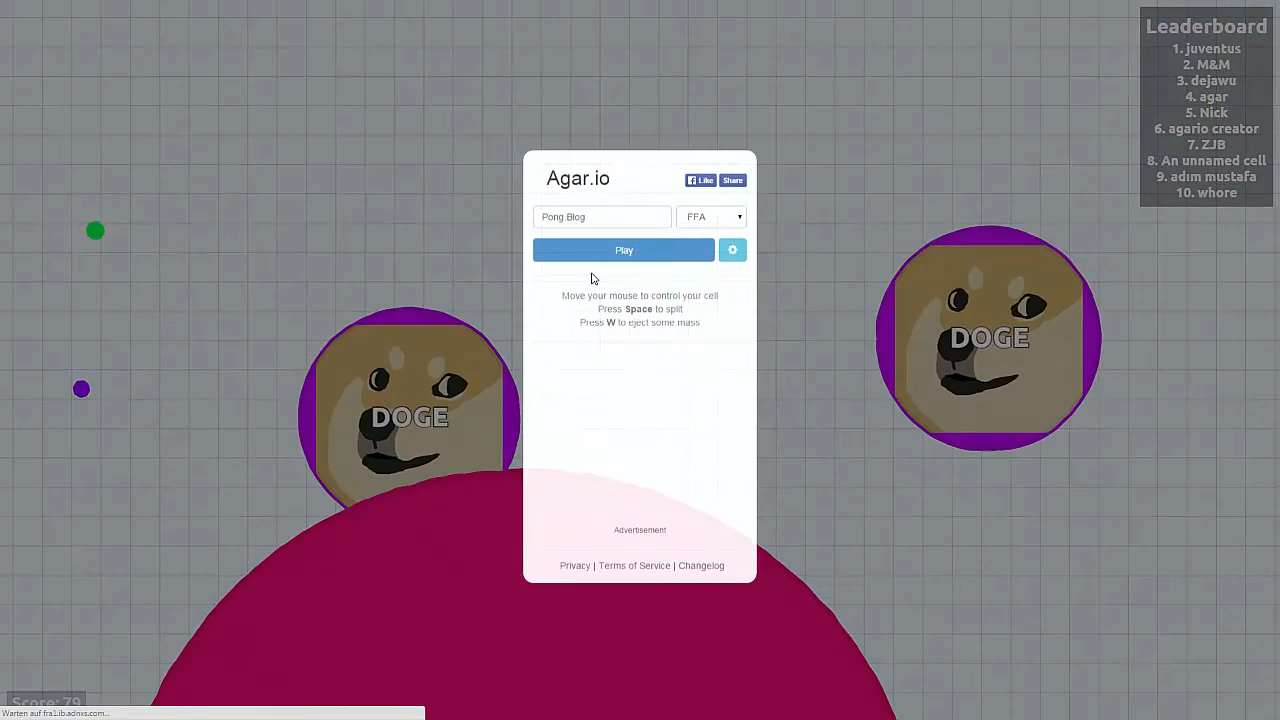 Leaderboard
1. juventus
2. M&M
3. dejawu
4. agar
5. Nick
6. agario creator
7. ZJB
8. An unnamed cell
9. adım mustafa
10. whore
Agar.io
Like
Share
Pong.Blog
FFA
Play
Move your mouse to control your cell
Press Space to split
Press W to eject some mass
DOGE
DOGE
Advertisement
Privacy | Terms of Service | Changelog
Score: 79
Warten auf fra1.ib.adnxs.com...